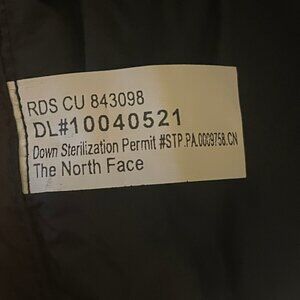 RDS CU 843098
DL#10040521
Down Sterilization Permit #STP.PA.0009758.CN
The North Face